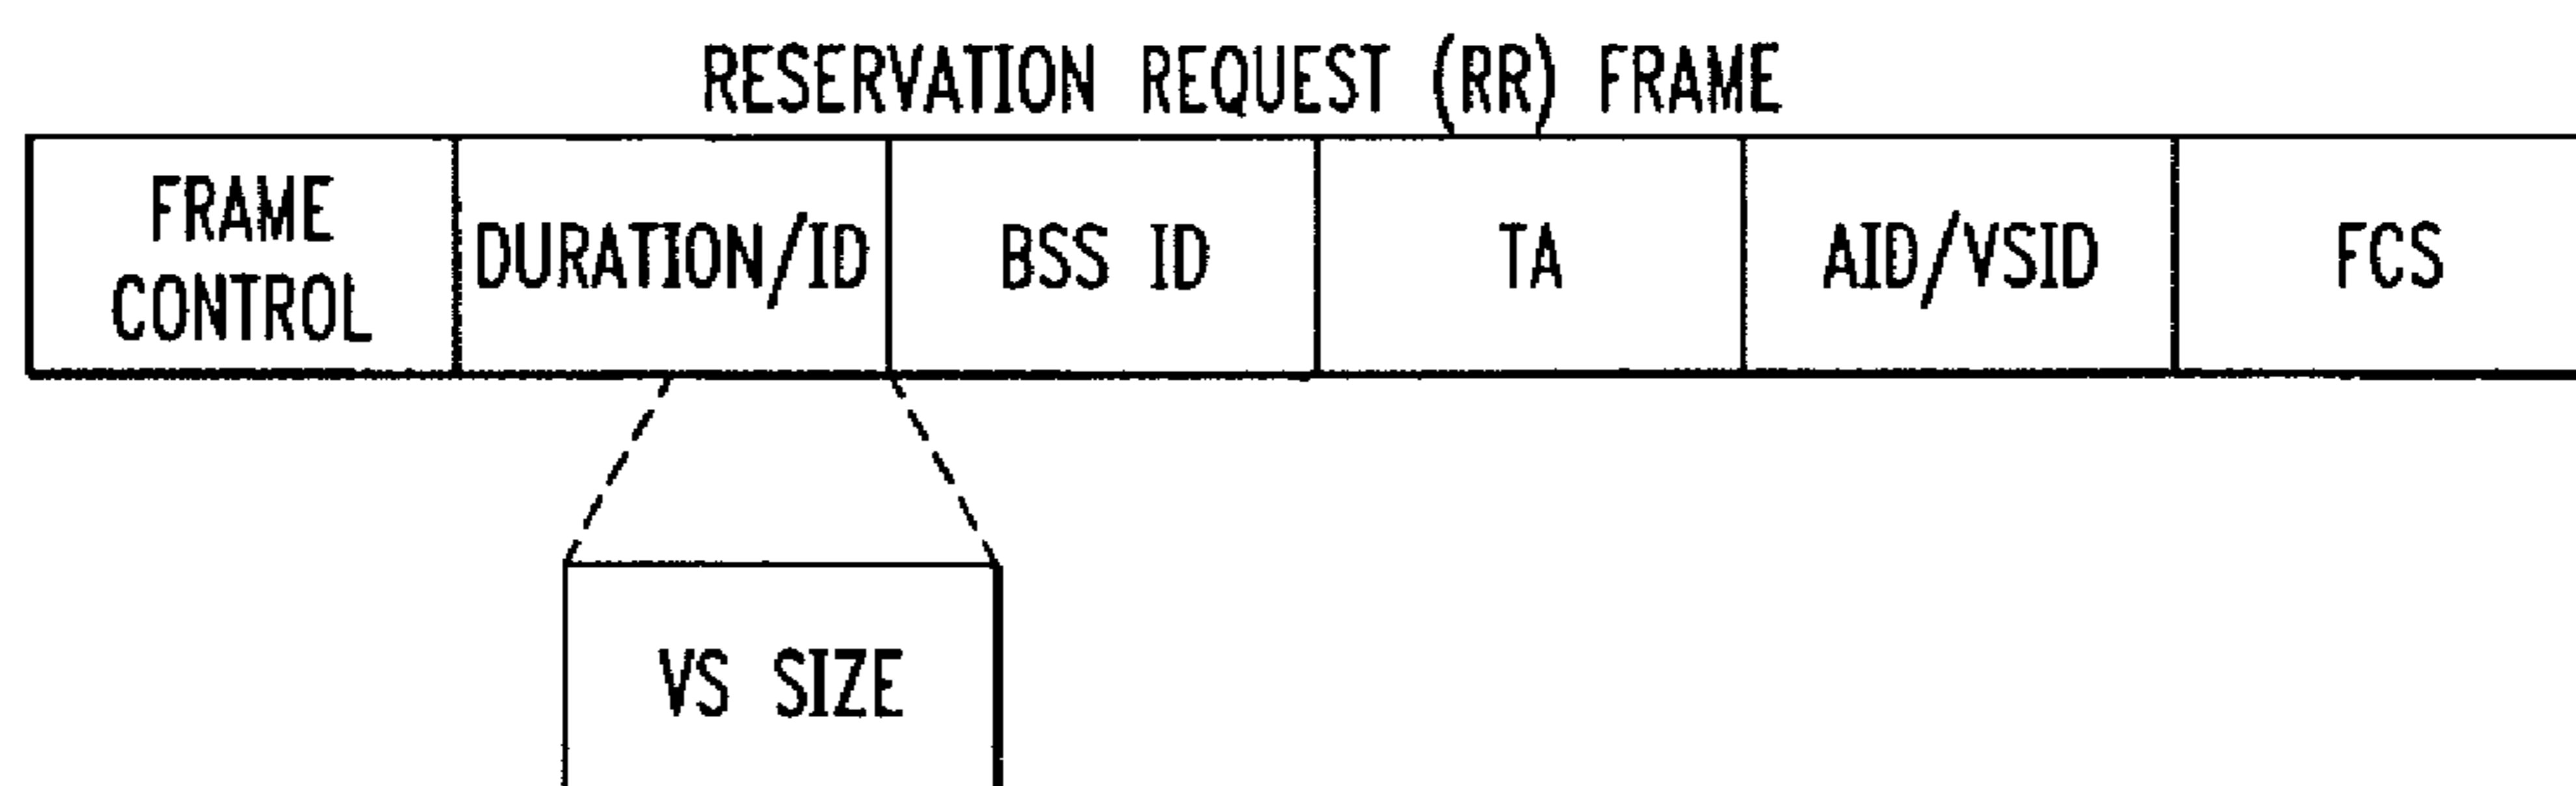 RESERVATION REQUEST (RR) FRAME
FRAME
CONTROL
DURATION/ID
BSS ID
TA
AID/VSID
FCS
VS SIZE